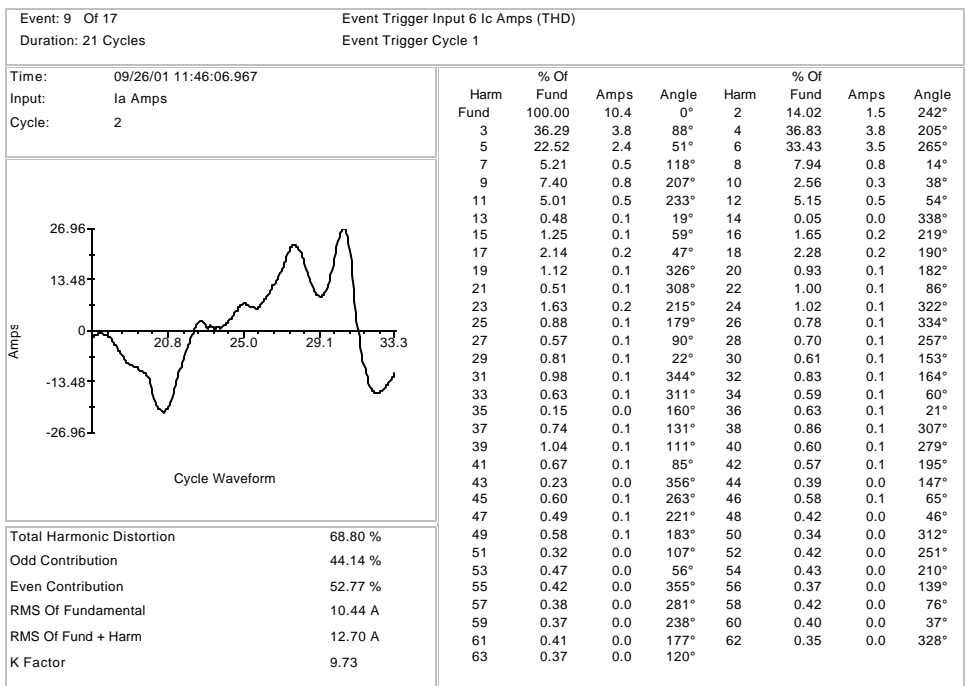 Event: 9 Of 17 Event Trigger Input 6 Ic Amps (THD)
Duration: 21 Cycles Event Trigger Cycle 1
Time: 09/26/01 11:46:06.967
Input: Ia Amps
Cycle: 2
26.96
13.48
0
-13.48
-26.96
Amps
20.8 25.0 29.1 33.3
Cycle Waveform
Total Harmonic Distortion 68.80 %
Odd Contribution 44.14 %
Even Contribution 52.77 %
RMS Of Fundamental 10.44 A
RMS Of Fund + Harm 12.70 A
K Factor 9.73
% Of % Of
Harm Fund Amps Angle Harm Fund Amps Angle
Fund 100.00 10.4 0° 2 14.02 1.5 242°
3 36.29 3.8 88° 4 36.83 3.8 205°
5 22.52 2.4 51° 6 33.43 3.5 265°
7 5.21 0.5 118° 8 7.94 0.8 14°
9 7.40 0.8 207° 10 2.56 0.3 38°
11 5.01 0.5 233° 12 5.15 0.5 54°
13 0.48 0.1 19° 14 0.05 0.0 338°
15 1.25 0.1 59° 16 1.65 0.2 219°
17 2.14 0.2 47° 18 2.28 0.2 190°
19 1.12 0.1 326° 20 0.93 0.1 182°
21 0.51 0.1 308° 22 1.00 0.1 86°
23 1.63 0.2 215° 24 1.02 0.1 322°
25 0.88 0.1 179° 26 0.78 0.1 334°
27 0.57 0.1 90° 28 0.70 0.1 257°
29 0.81 0.1 22° 30 0.61 0.1 153°
31 0.98 0.1 344° 32 0.83 0.1 164°
33 0.63 0.1 311° 34 0.59 0.1 60°
35 0.15 0.0 160° 36 0.63 0.1 21°
37 0.74 0.1 131° 38 0.86 0.1 307°
39 1.04 0.1 111° 40 0.60 0.1 279°
41 0.67 0.1 85° 42 0.57 0.1 195°
43 0.23 0.0 356° 44 0.39 0.0 147°
45 0.60 0.1 263° 46 0.58 0.1 65°
47 0.49 0.1 221° 48 0.42 0.0 46°
49 0.58 0.1 183° 50 0.34 0.0 312°
51 0.32 0.0 107° 52 0.42 0.0 251°
53 0.47 0.0 56° 54 0.43 0.0 210°
55 0.42 0.0 355° 56 0.37 0.0 139°
57 0.38 0.0 281° 58 0.42 0.0 76°
59 0.37 0.0 238° 60 0.40 0.0 37°
61 0.41 0.0 177° 62 0.35 0.0 328°
63 0.37 0.0 120°